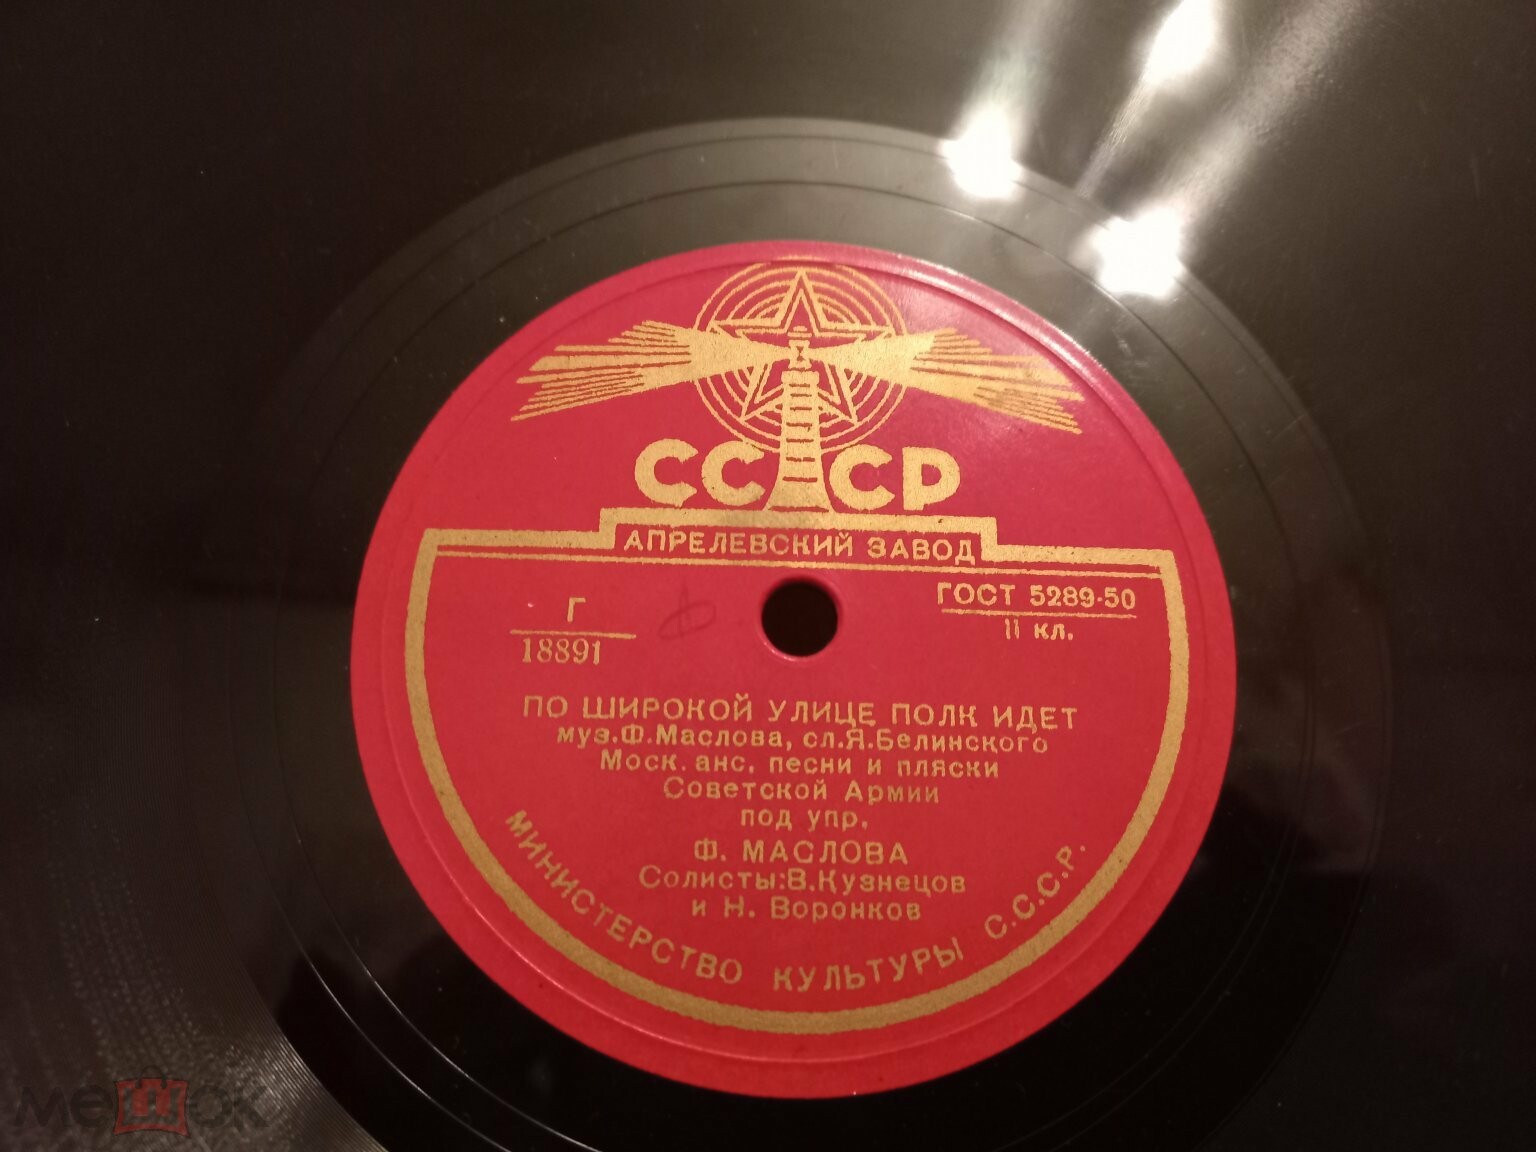 СССР
АПРЕЛЕВСКИЙ ЗАВОД
ГОСТ 5289-50
II кл.
Г
18891
ПО ШИРОКОЙ УЛИЦЕ ПОЛК ИДЕТ
муз.Ф.Маслова, сл.Я.Белинского
Моск. анс. песни и пляски
Советской Армии
под упр.
Ф. МАСЛОВА
Солисты:В.Кузнецов
и Н. Воронков
МИНИСТЕРСТВО КУЛЬТУРЫ С.С.С.Р.
мешок